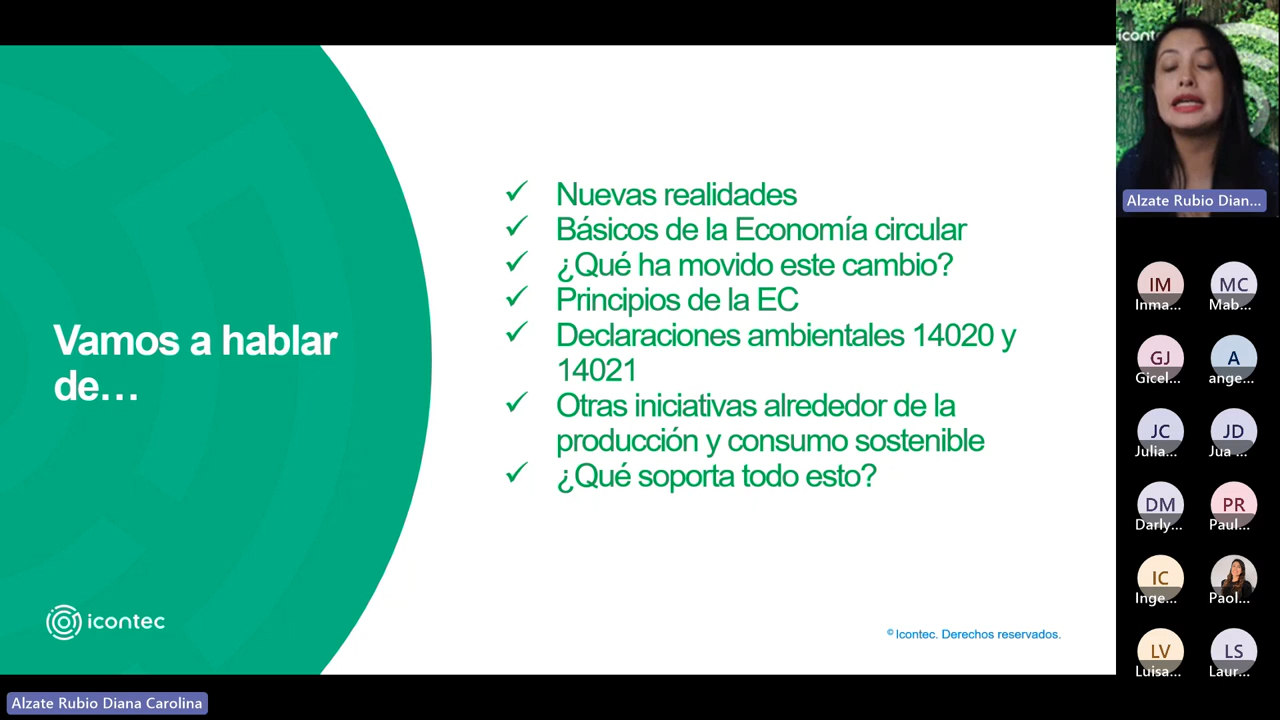 Vamos a hablar
de…
✓ Nuevas realidades
✓ Básicos de la Economía circular
✓ ¿Qué ha movido este cambio?
✓ Principios de la EC
✓ Declaraciones ambientales 14020 y
14021
✓ Otras iniciativas alrededor de la
producción y consumo sostenible
✓ ¿Qué soporta todo esto?
icontec
© Icontec. Derechos reservados.
Alzate Rubio Diana Carolina
icont
Alzate Rubio Dian...
IM
MC
Inma...
Mab...
GJ
A
Gicel...
ange...
JC
JD
Julia...
Jua ...
DM
PR
Darly...
Paul...
IC
Inge...
Paol...
LV
LS
Luisa...
Laur...